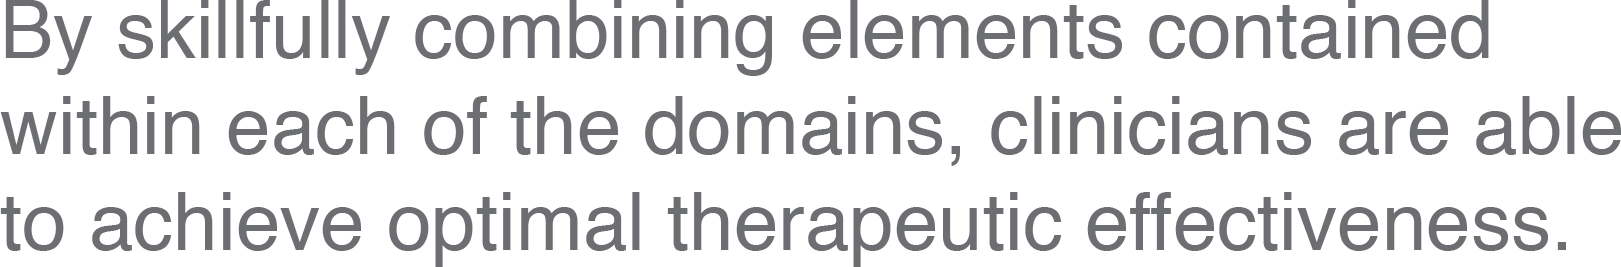 By skillfully combining elements contained
within each of the domains, clinicians are able
to achieve optimal therapeutic effectiveness.